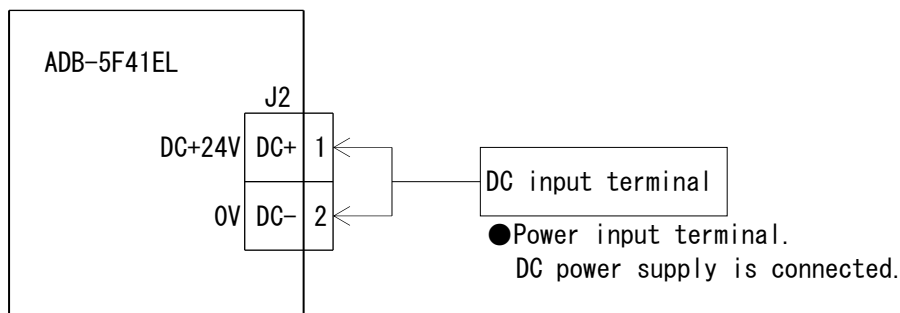 ADB-5F41EL
J2
DC+24V DC+ 1
0V DC- 2
DC input terminal
●Power input terminal.
DC power supply is connected.